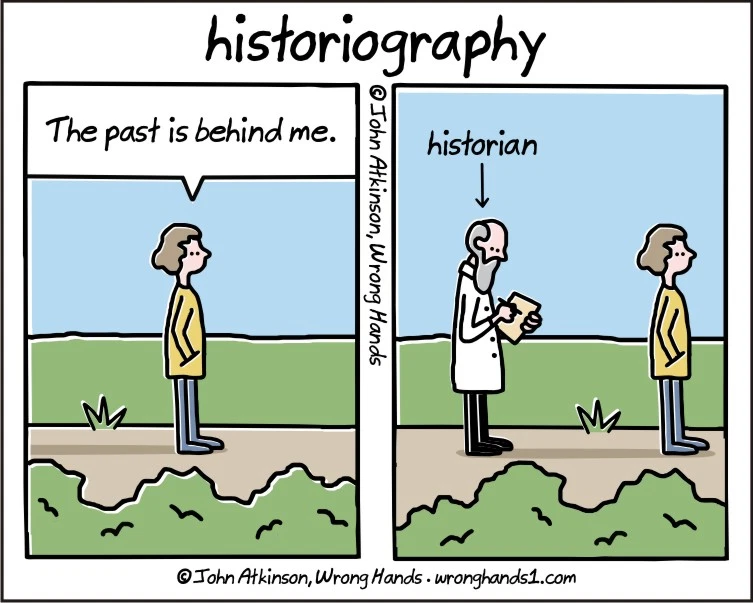 historiography
The past is behind me.
© John Atkinson, Wrong Hands
historian
© John Atkinson, Wrong Hands · wronghands1.com